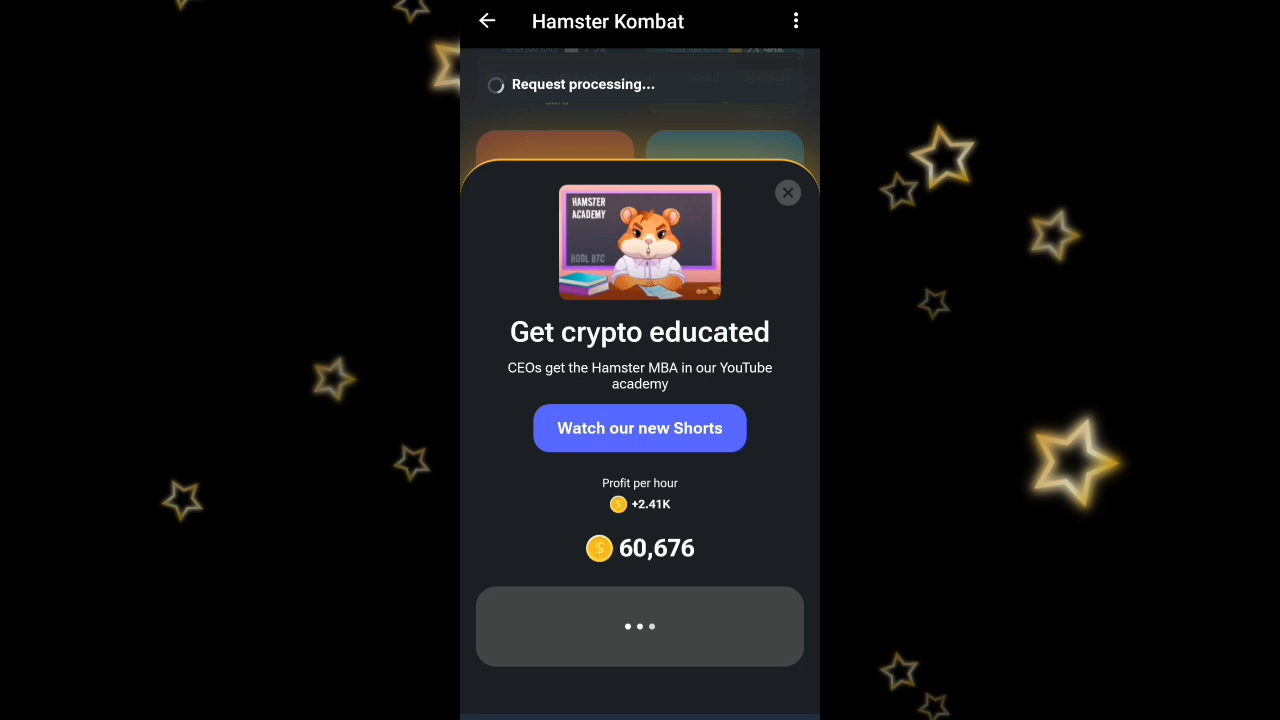 Hamster Kombat
Request processing...
HAMSTER
ACADEMY
HODL BTC
Get crypto educated
CEOs get the Hamster MBA in our YouTube
academy
Watch our new Shorts
Profit per hour
+2.41K
60,676